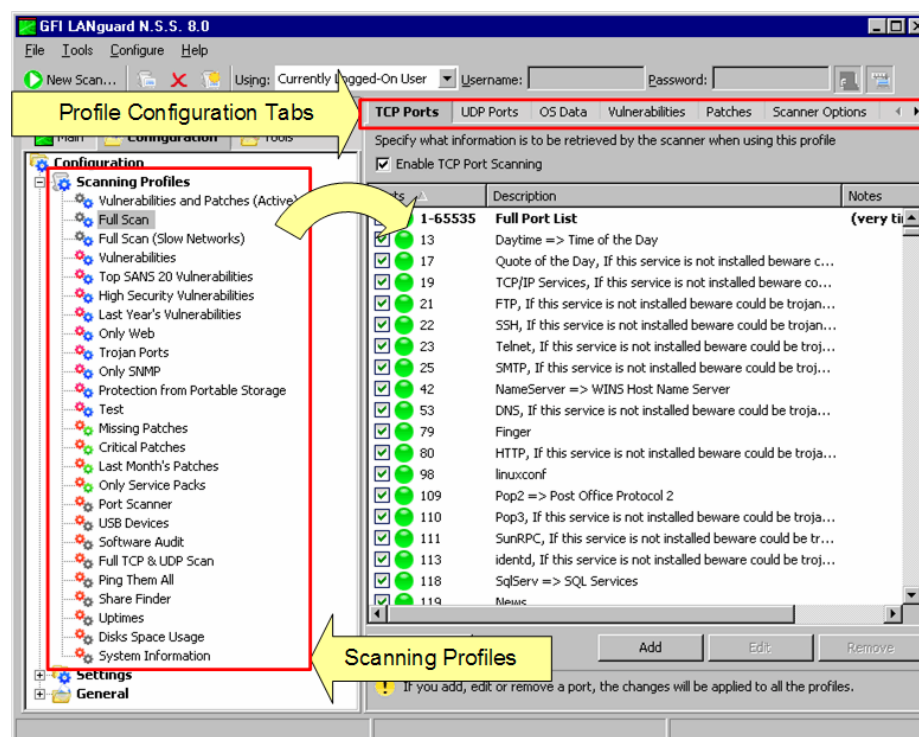 GFI LANguard N.S.S. 8.0
File Tools Configure Help
New Scan... Using: Currently Logged-On User Username: Password:
Profile Configuration Tabs
TCP Ports UDP Ports OS Data Vulnerabilities Patches Scanner Options
Main Configuration Tools
Specify what information is to be retrieved by the scanner when using this profile
Enable TCP Port Scanning
Configuration
Scanning Profiles
Vulnerabilities and Patches (Active)
Full Scan
Full Scan (Slow Networks)
Vulnerabilities
Top SANS 20 Vulnerabilities
High Security Vulnerabilities
Last Year's Vulnerabilities
Only Web
Trojan Ports
Only SNMP
Protection from Portable Storage
Test
Missing Patches
Critical Patches
Last Month's Patches
Only Service Packs
Port Scanner
USB Devices
Software Audit
Full TCP & UDP Scan
Ping Them All
Share Finder
Uptimes
Disks Space Usage
System Information
Settings
General
Description Notes
1-65535 Full Port List (very
13 Daytime => Time of the Day
17 Quote of the Day, If this service is not installed beware c...
19 TCP/IP Services, If this service is not installed beware co...
21 FTP, If this service is not installed beware could be trojan...
22 SSH, If this service is not installed beware could be trojan...
23 Telnet, If this service is not installed beware could be troj...
25 SMTP, If this service is not installed beware could be troj...
42 NameServer => WINS Host Name Server
53 DNS, If this service is not installed beware could be troja...
79 Finger
80 HTTP, If this service is not installed beware could be troja...
98 linuxconf
109 Pop2 => Post Office Protocol 2
110 Pop3, If this service is not installed beware could be troja...
111 SunRPC, If this service is not installed beware could be tr...
113 identd, If this service is not installed beware could be troj...
118 SqlServ => SQL Services
119 News
Scanning Profiles
Add Edit Remove
If you add, edit or remove a port, the changes will be applied to all the profiles.